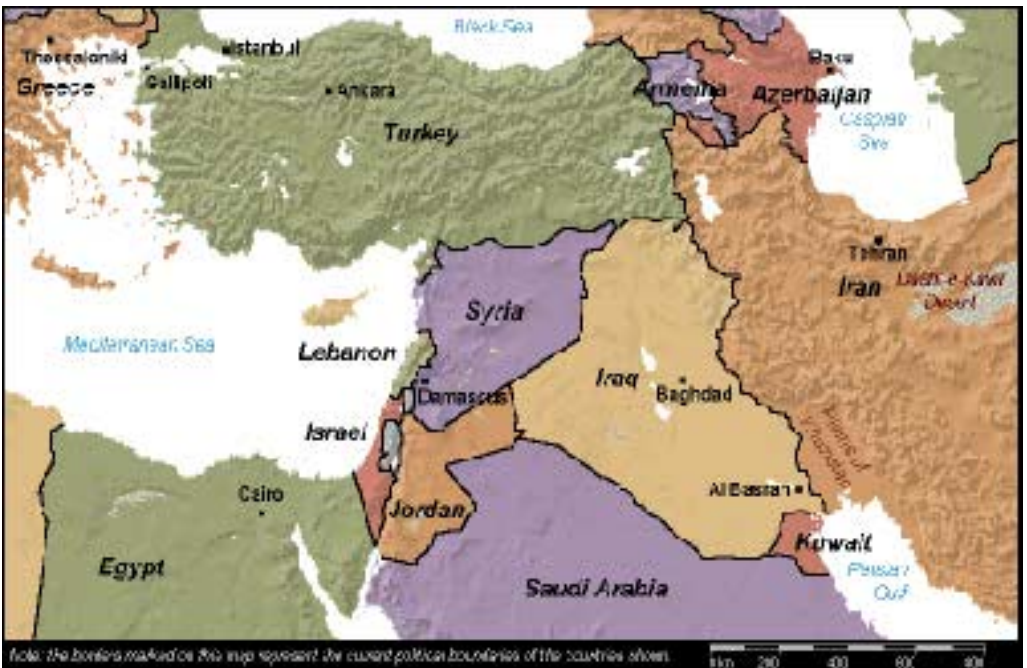 Black Sea
Thessaloniki
Istanbul
Baku
Greece
Gallipoli
Ankara
Armenia
Azerbaijan
Turkey
Caspian
Sea
Tehran
Iran
Desert
Syria
Mediterranean Sea
Lebanon
Iraq
Damascus
Baghdad
Israel
Cairo
Al Basrah
Jordan
Kuwait
Egypt
Persian
Gulf
Saudi Arabia
Note: the borders marked on this map represent the current political boundaries of the countries shown.
200
400
600